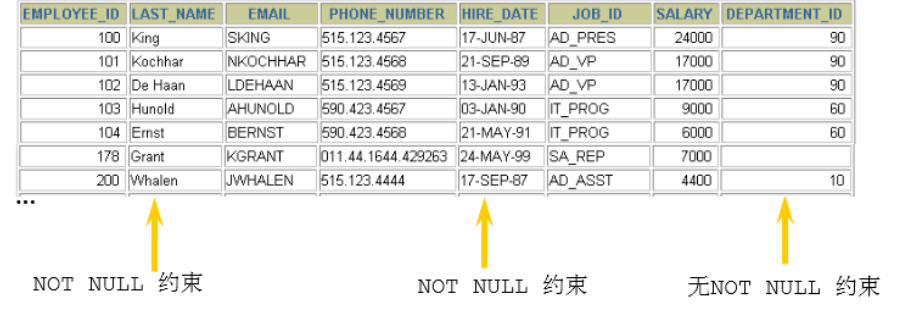 EMPLOYEE_ID LAST_NAME EMAIL PHONE_NUMBER HIRE_DATE JOB_ID SALARY DEPARTMENT_ID
100 King SKING 515.123.4567 17-JUN-87 AD_PRES 24000 90
101 Kochhar NKOCHHAR 515.123.4568 21-SEP-89 AD_VP 17000 90
102 De Haan LDEHAAN 515.123.4569 13-JAN-93 AD_VP 17000 90
103 Hunold AHUNOLD 590.423.4567 03-JAN-90 IT_PROG 9000 60
104 Ernst BERNST 590.423.4568 21-MAY-91 IT_PROG 6000 60
178 Grant KGRANT 011.44.1644.429263 24-MAY-99 SA_REP 7000
200 Whalen JWHALEN 515.123.4444 17-SEP-87 AD_ASST 4400 10
...
NOT NULL 约束 NOT NULL 约束 无NOT NULL 约束